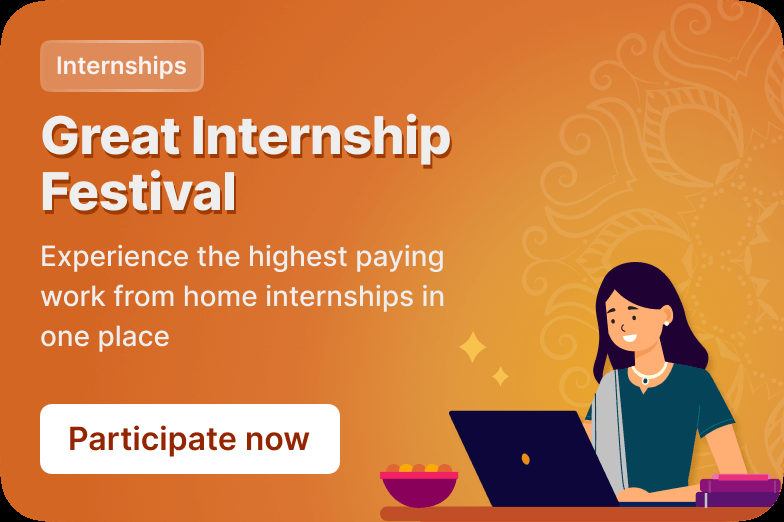 Internships
Great Internship
Festival
Experience the highest paying
work from home internships in
one place
Participate now